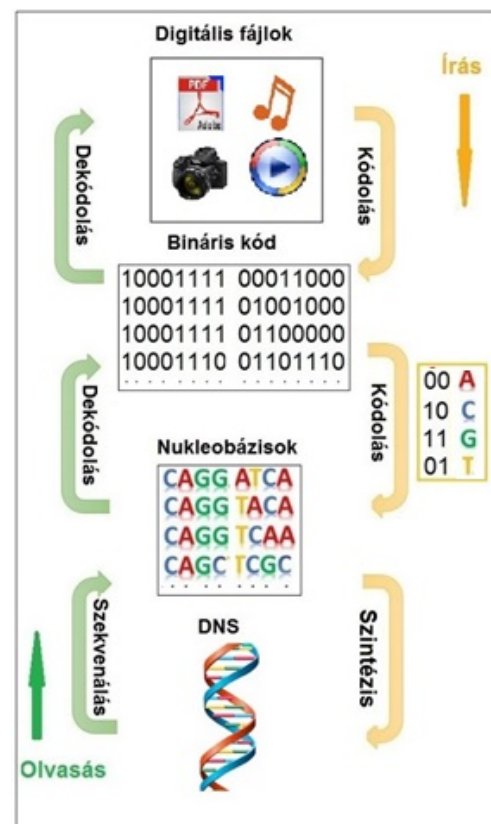 Digitális fájlok
Írás
PDF
Adobe
Dekódolás
Kódolás
Bináris kód
10001111 00011000
10001111 01001000
10001111 01100000
10001110 01101110
. . . . . . . . . . . . . . . .
Dekódolás
Kódolás
00 A
10 C
11 G
01 T
Nukleobázisok
CAGG ATCA
CAGG TACA
CAGG TCAA
CAGC TCGC
. . . . . . . .
Szekvenálás
DNS
Szintézis
Olvasás